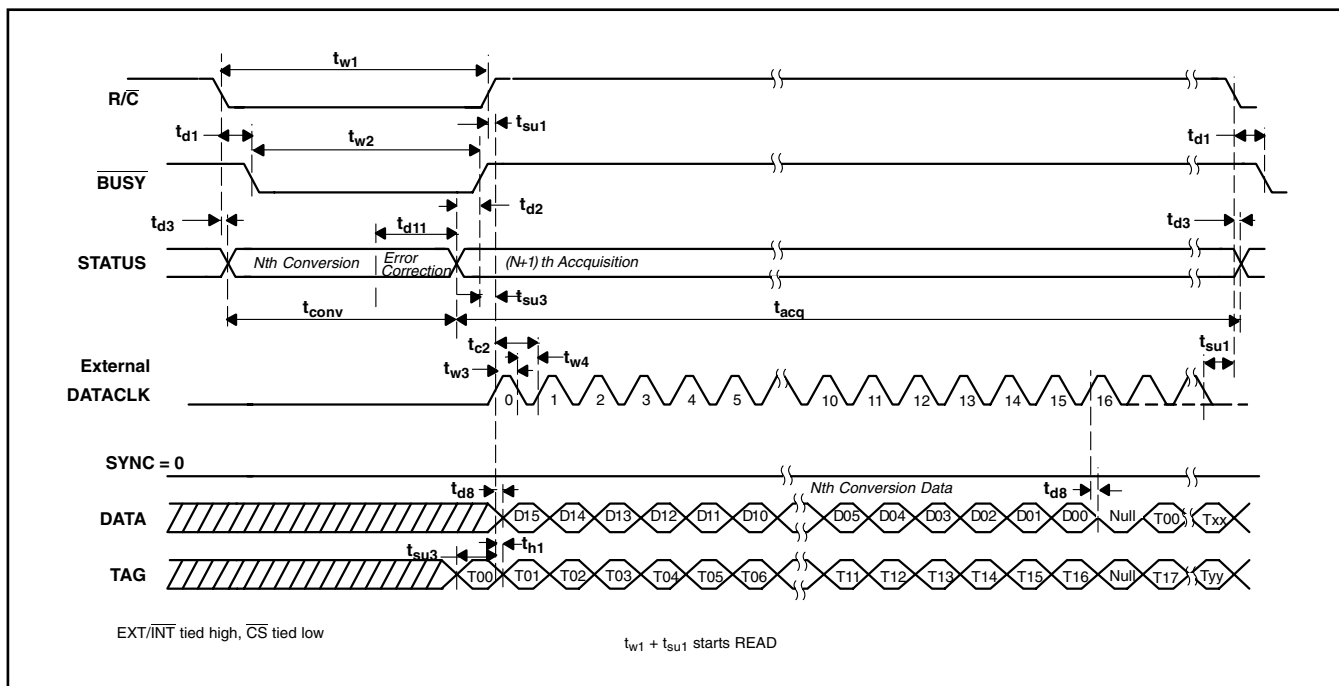 tw1
R/C
tsu1
td1
tw2
td1
BUSY
td2
td3
td11
td3
STATUS
Nth Conversion
Error
Correction
(N+1) th Accquisition
tsu3
tconv
tacq
tc2
tsu1
External
DATACLK
tw3
tw4
0 1 2 3 4 5 10 11 12 13 14 15 16
SYNC = 0
Nth Conversion Data
td8
td8
DATA
D15 D14 D13 D12 D11 D10 D05 D04 D03 D02 D01 D00 Null T00 Txx
tsu3
th1
TAG
T00 T01 T02 T03 T04 T05 T06 T11 T12 T13 T14 T15 T16 Null T17 Tyy
EXT/INT tied high, CS tied low
tw1 + tsu1 starts READ